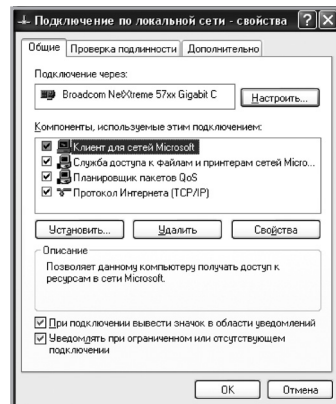 Подключение по локальной сети - свойства
Общие
Проверка подлинности
Дополнительно
Подключение через:
Broadcom NetXtreme 57xx Gigabit C
Настроить...
Компоненты, используемые этим подключением:
Клиент для сетей Microsoft
Служба доступа к файлам и принтерам сетей Micro...
Планировщик пакетов QoS
Протокол Интернета (TCP/IP)
Установить...
Удалить
Свойства
Описание
Позволяет данному компьютеру получать доступ к
ресурсам в сети Microsoft.
При подключении вывести значок в области уведомлений
Уведомлять при ограниченном или отсутствующем
подключении
OK
Отмена